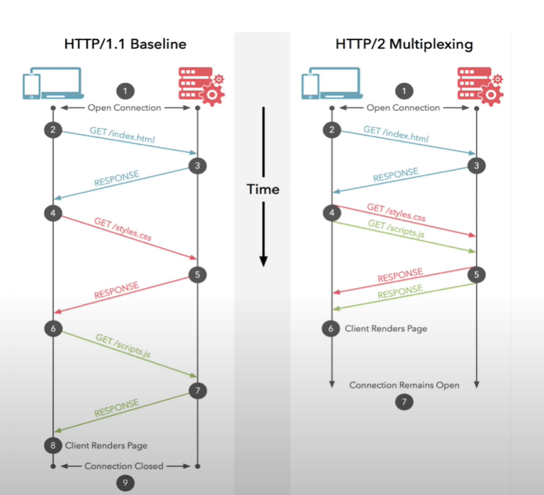 HTTP/1.1 Baseline
1
Open Connection
2
GET /index.html
3
RESPONSE
4
GET /styles.css
5
RESPONSE
6
GET /scripts.js
7
RESPONSE
8 Client Renders Page
Connection Closed
9
Time
HTTP/2 Multiplexing
1
Open Connection
2
GET /index.html
3
RESPONSE
4
GET /styles.css
GET /scripts.js
5
RESPONSE
RESPONSE
6 Client Renders Page
Connection Remains Open
7